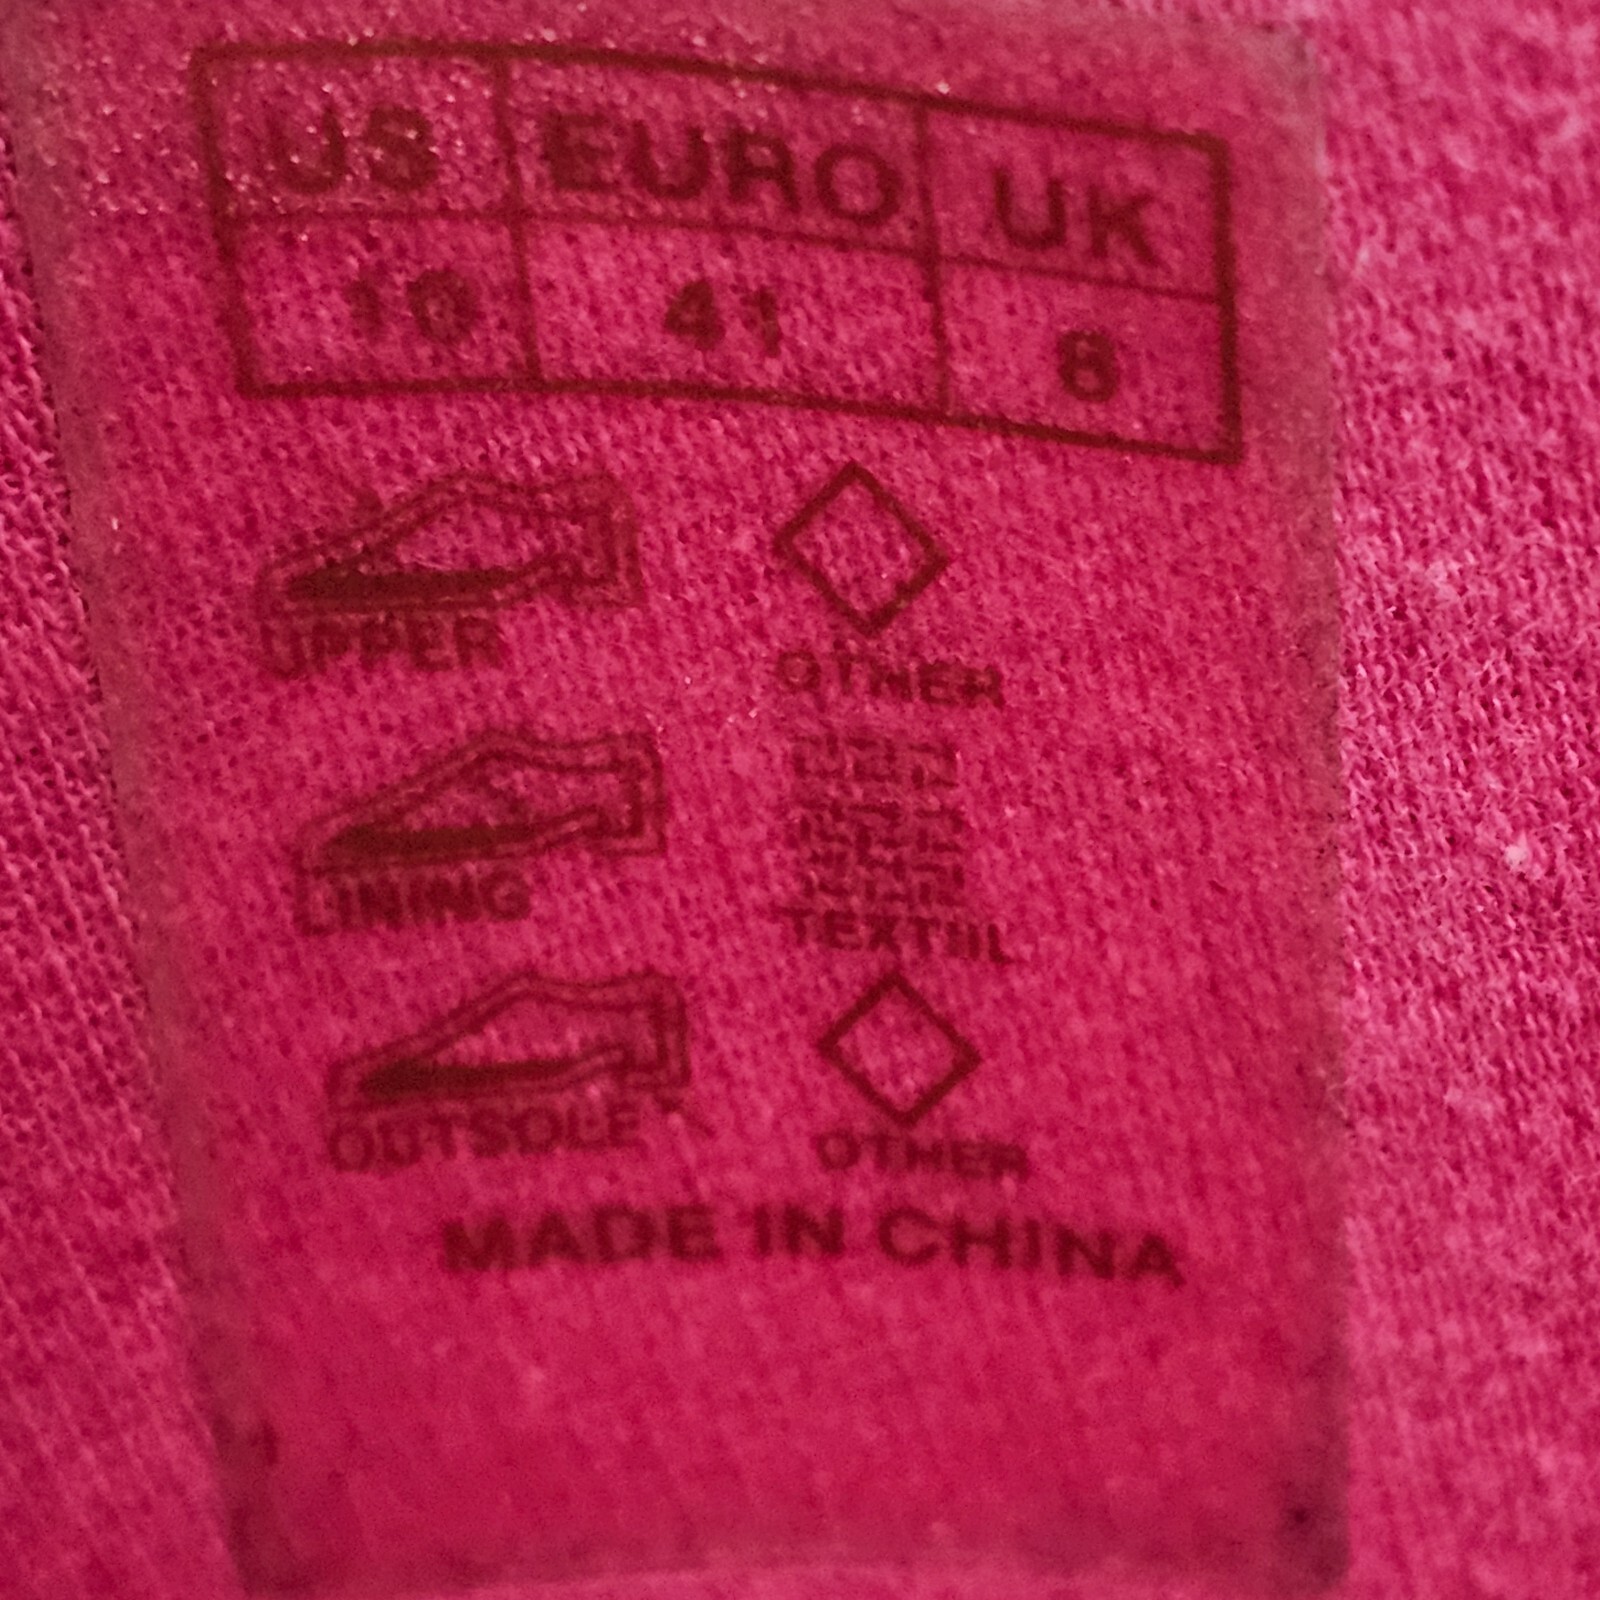 US EURO UK
10 41 8
UPPER OTHER
LINING TEXTIL
OUTSOLE OTHER
MADE IN CHINA